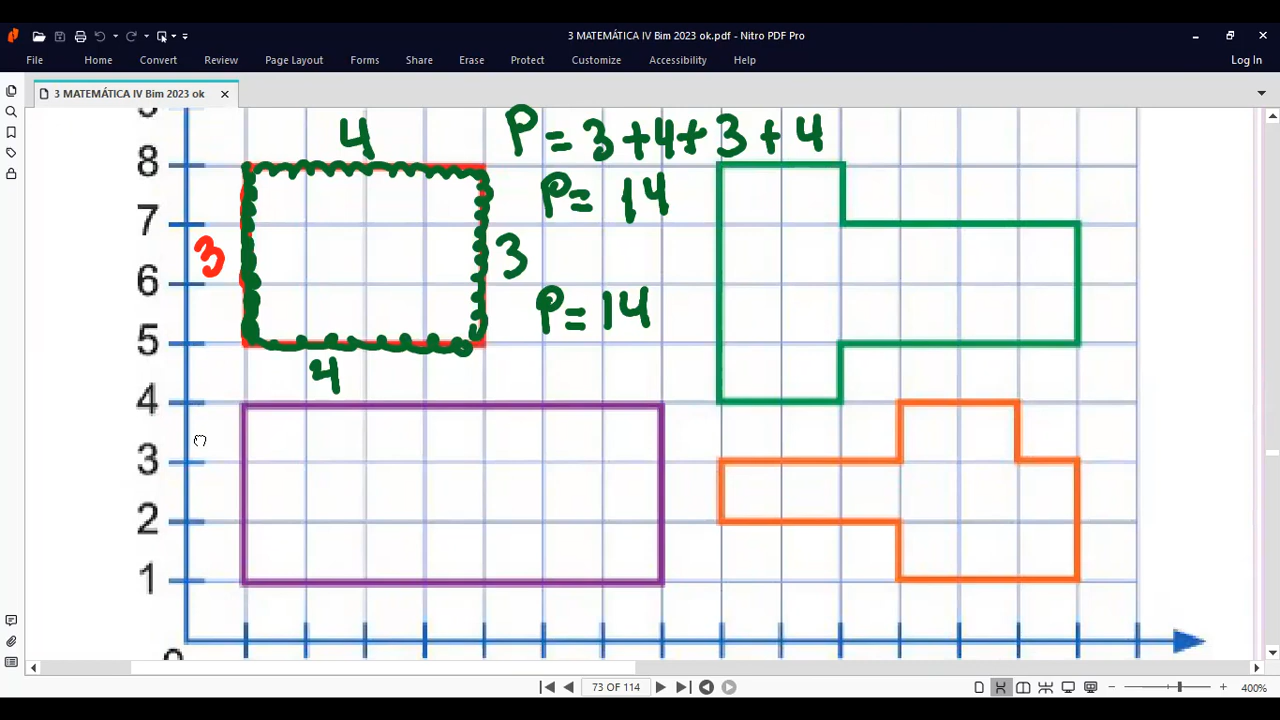 3 MATEMÁTICA IV Bim 2023 ok.pdf - Nitro PDF Pro
File Home Convert Review Page Layout Forms Share Erase Protect Customize Accessibility Help Log In
3 MATEMÁTICA IV Bim 2023 ok
4
P = 3 + 4 + 3 + 4
8
P = 14
7
3
3
6
P = 14
5
4
4
3
2
1
73 OF 114
400%